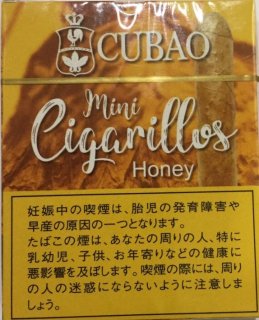 CUBAO
Mini
Cigarillos
Honey
妊娠中の喫煙は、胎児の発育障害や
早産の原因の一つとなります。
たばこの煙は、あなたの周りの人、特に
乳幼児、子供、お年寄りなどの健康に
悪影響を及ぼします。喫煙の際には、周り
の人の迷惑にならないように注意しま
しょう。